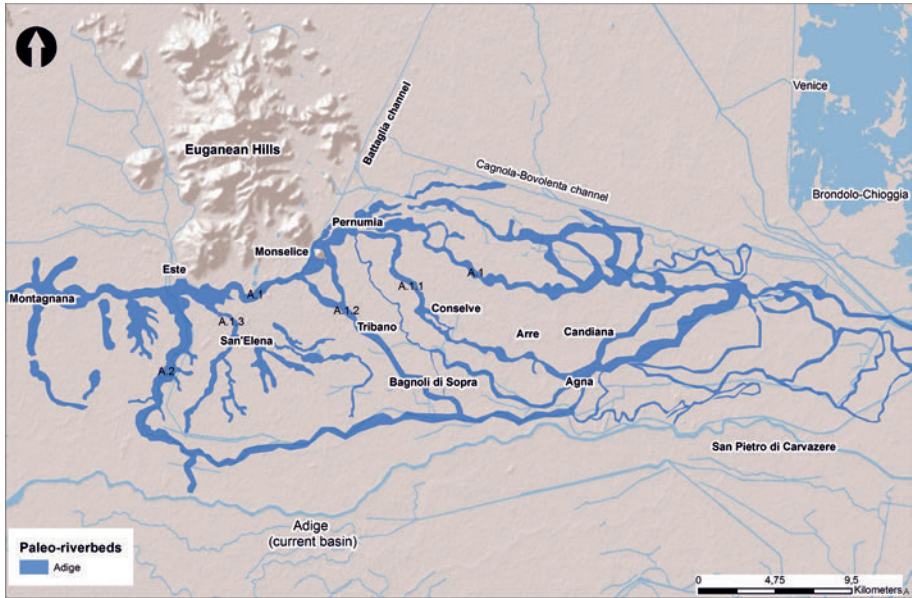 Venice
Battaglia channel
Euganean Hills
Cagnola-Bovolenta channel
Brondolo-Chioggia
Pernumia
Monselice
Este
A.1
A.1
A.1.1
Montagnana
A.1.2
Conselve
A.1.3
Tribano
Arre
Candiana
San'Elena
A.2
Bagnoli di Sopra
Agna
San Pietro di Carvazere
Adige
(current basin)
Paleo-riverbeds
Adige
0 4,75 9,5
Kilometers
A